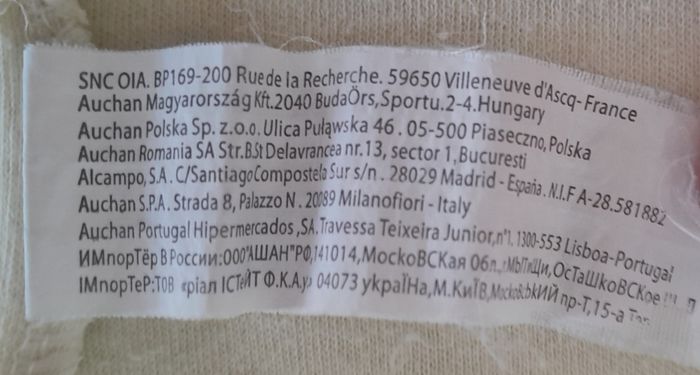 SNC OIA. BP169-200 Rue de la Recherche. 59650 Villeneuve d'Ascq- France
Auchan Magyarország Kft.2040 BudaÖrs, Sportu.2-4.Hungary
Auchan Polska Sp. z.o.o. Ulica Puławska 46 . 05-500 Piaseczno, Polska
Auchan Romania SA Str.B.St Delavrancea nr.13, sector 1,Bucuresti
Alcampo, S.A . C/Santiago Compostela Sur s/n . 28029 Madrid - España . N.I.F A-28.581882
Auchan S.P.A. Strada 8, Palazzo N . 20089 Milanofiori - Italy
Auchan Portugal Hipermercados ,SA. Travessa Teixeira Junior, n°1. 1300-553 Lisboa-Portugal
ИМпорТёр В России:ООО"АШАН"РФ,141014, МоскоВСКая Обл., МЫТиЩи, ОсТаШкоВСКое
ІМпорТеР:ТОВ ІСТеЙТ Ф.К.Ау» 04073 украЇНа, М.КиЇВ, МоскоВсЬКИЙ пр-Т, 15-а